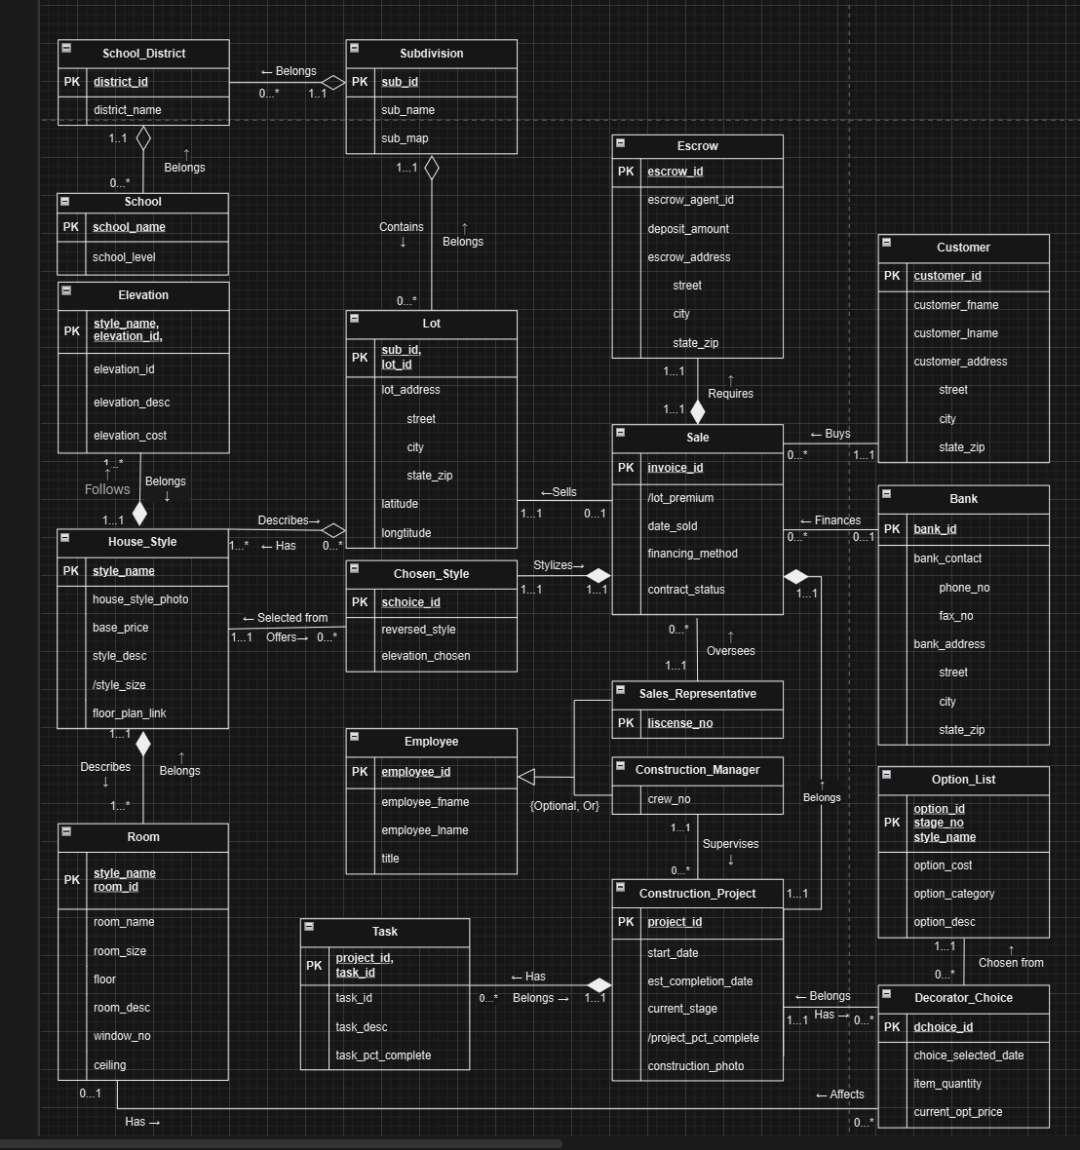 School_District
PK district_id
district_name
← Belongs
0...* 1..1
Subdivision
PK sub_id
sub_name
sub_map
1..1
↑
Belongs
0...*
School
PK school_name
school_level
1...1
Contains
↓
↑
Belongs
0...*
Escrow
PK escrow_id
escrow_agent_id
deposit_amount
escrow_address
street
city
state_zip
1...1
↑
Requires
1...1
Customer
PK customer_id
customer_fname
customer_lname
customer_address
street
city
state_zip
Elevation
PK style_name,
elevation_id,
elevation_id
elevation_desc
elevation_cost
1...*
↑
Follows
Belongs
↓
1...1
Lot
PK sub_id,
lot_id
lot_address
street
city
state_zip
latitude
longtitude
Sale
PK invoice_id
/lot_premium
date_sold
financing_method
contract_status
← Buys
0...* 1...1
←Sells
1...1 0...1
← Finances
0...* 0...1
Bank
PK bank_id
bank_contact
phone_no
fax_no
bank_address
street
city
state_zip
Describes→
1...* ← Has 0...*
House_Style
PK style_name
house_style_photo
base_price
style_desc
/style_size
floor_plan_link
Chosen_Style
PK schoice_id
reversed_style
elevation_chosen
Stylizes→
1...1 1...1
1...1
← Selected from
1...1 Offers→ 0...*
0...*
↑
Oversees
1...1
Sales_Representative
PK liscense_no
1...1
Describes
↓
↑
Belongs
1...*
Employee
PK employee_id
employee_fname
employee_lname
title
{Optional, Or}
Construction_Manager
crew_no
↑
Belongs
1...1
Supervises
↓
0...*
Option_List
PK option_id
stage_no
style_name
option_cost
option_category
option_desc
1...1
↑
Chosen from
0...*
Room
PK style_name
room_id
room_name
room_size
floor
room_desc
window_no
ceiling
Task
PK project_id,
task_id
task_id
task_desc
task_pct_complete
← Has
0...* Belongs → 1...1
Construction_Project
1...1
PK project_id
start_date
est_completion_date
current_stage
/project_pct_complete
construction_photo
← Belongs
1...1 Has → 0...*
Decorator_Choice
PK dchoice_id
choice_selected_date
item_quantity
current_opt_price
0...1
Has →
← Affects
0...*